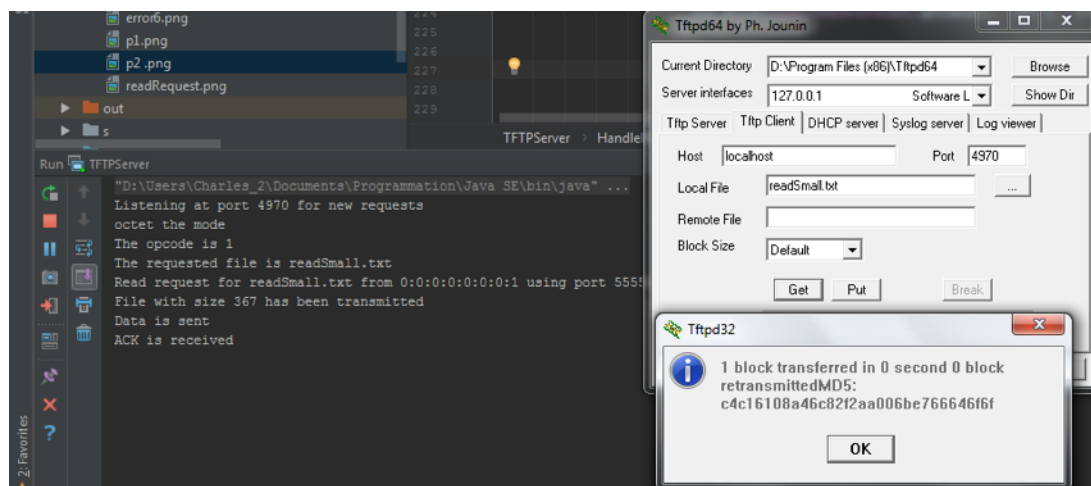 error6.png
p1.png
p2 .png
readRequest.png
out
s
224
225
226
227
228
229
TFTPServer
Run TFTPServer
"D:\Users\Charles_2\Documents\Programmation\Java SE\bin\java" ...
Listening at port 4970 for new requests
octet the mode
The opcode is 1
The requested file is readSmall.txt
Read request for readSmall.txt from 0:0:0:0:0:0:0:1 using port 5555
File with size 367 has been transmitted
Data is sent
ACK is received
2: Favorites
Tftpd64 by Ph. Jounin
Current Directory D:\Program Files (x86)\Tftpd64 Browse
Server interfaces 127.0.0.1 Software L Show Dir
Tftp Server Tftp Client DHCP server Syslog server Log viewer
Host localhost Port 4970
Local File readSmall.txt ...
Remote File
Block Size Default
Get Put Break
Tftpd32
1 block transferred in 0 second 0 block
retransmittedMD5:
c4c16108a46c82f2aa006be766646f6f
OK